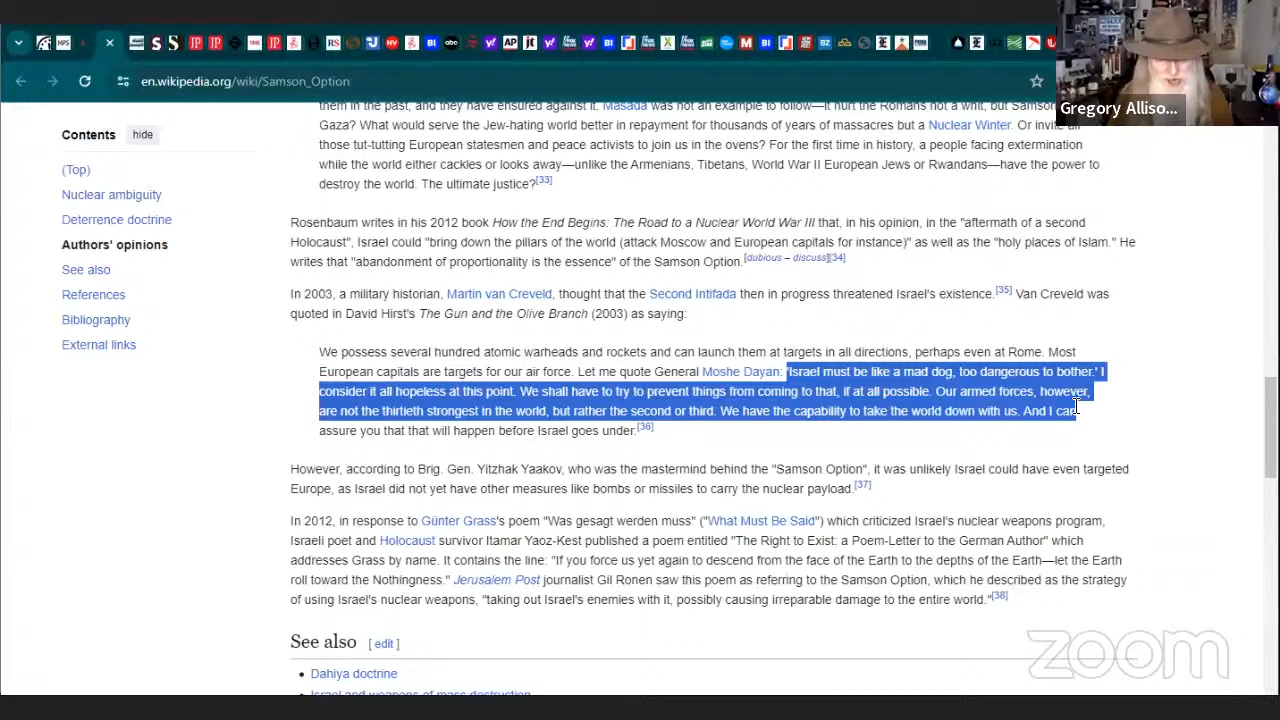 MPS
S
S
JP
JP
1945
JP
RS
NV
BI
abc
AP
jt
BI
X
M
BI
BZ
E
E
en.wikipedia.org/wiki/Samson_Option
Gregory Alliso...
Contents hide
(Top)
Nuclear ambiguity
Deterrence doctrine
Authors' opinions
See also
References
Bibliography
External links
them in the past, and they have ensured against it. Masada was not an example to follow—it hurt the Romans not a whit, but Samson
Gaza? What would serve the Jew-hating world better in repayment for thousands of years of massacres but a Nuclear Winter. Or invite all
those tut-tutting European statesmen and peace activists to join us in the ovens? For the first time in history, a people facing extermination
while the world either cackles or looks away—unlike the Armenians, Tibetans, World War II European Jews or Rwandans—have the power to
destroy the world. The ultimate justice?[33]
Rosenbaum writes in his 2012 book How the End Begins: The Road to a Nuclear World War III that, in his opinion, in the "aftermath of a second
Holocaust", Israel could "bring down the pillars of the world (attack Moscow and European capitals for instance)" as well as the "holy places of Islam." He
writes that "abandonment of proportionality is the essence" of the Samson Option.[dubious – discuss][34]
In 2003, a military historian, Martin van Creveld, thought that the Second Intifada then in progress threatened Israel's existence.[35] Van Creveld was
quoted in David Hirst's The Gun and the Olive Branch (2003) as saying:
We possess several hundred atomic warheads and rockets and can launch them at targets in all directions, perhaps even at Rome. Most
European capitals are targets for our air force. Let me quote General Moshe Dayan: 'Israel must be like a mad dog, too dangerous to bother.' I
consider it all hopeless at this point. We shall have to try to prevent things from coming to that, if at all possible. Our armed forces, however,
are not the thirtieth strongest in the world, but rather the second or third. We have the capability to take the world down with us. And I can
assure you that that will happen before Israel goes under.[36]
However, according to Brig. Gen. Yitzhak Yaakov, who was the mastermind behind the "Samson Option", it was unlikely Israel could have even targeted
Europe, as Israel did not yet have other measures like bombs or missiles to carry the nuclear payload.[37]
In 2012, in response to Günter Grass's poem "Was gesagt werden muss" ("What Must Be Said") which criticized Israel's nuclear weapons program,
Israeli poet and Holocaust survivor Itamar Yaoz-Kest published a poem entitled "The Right to Exist: a Poem-Letter to the German Author" which
addresses Grass by name. It contains the line: "If you force us yet again to descend from the face of the Earth to the depths of the Earth—let the Earth
roll toward the Nothingness." Jerusalem Post journalist Gil Ronen saw this poem as referring to the Samson Option, which he described as the strategy
of using Israel's nuclear weapons, "taking out Israel's enemies with it, possibly causing irreparable damage to the entire world."[38]
See also [ edit ]
• Dahiya doctrine
Israel and weapons of mass destruction
zoom